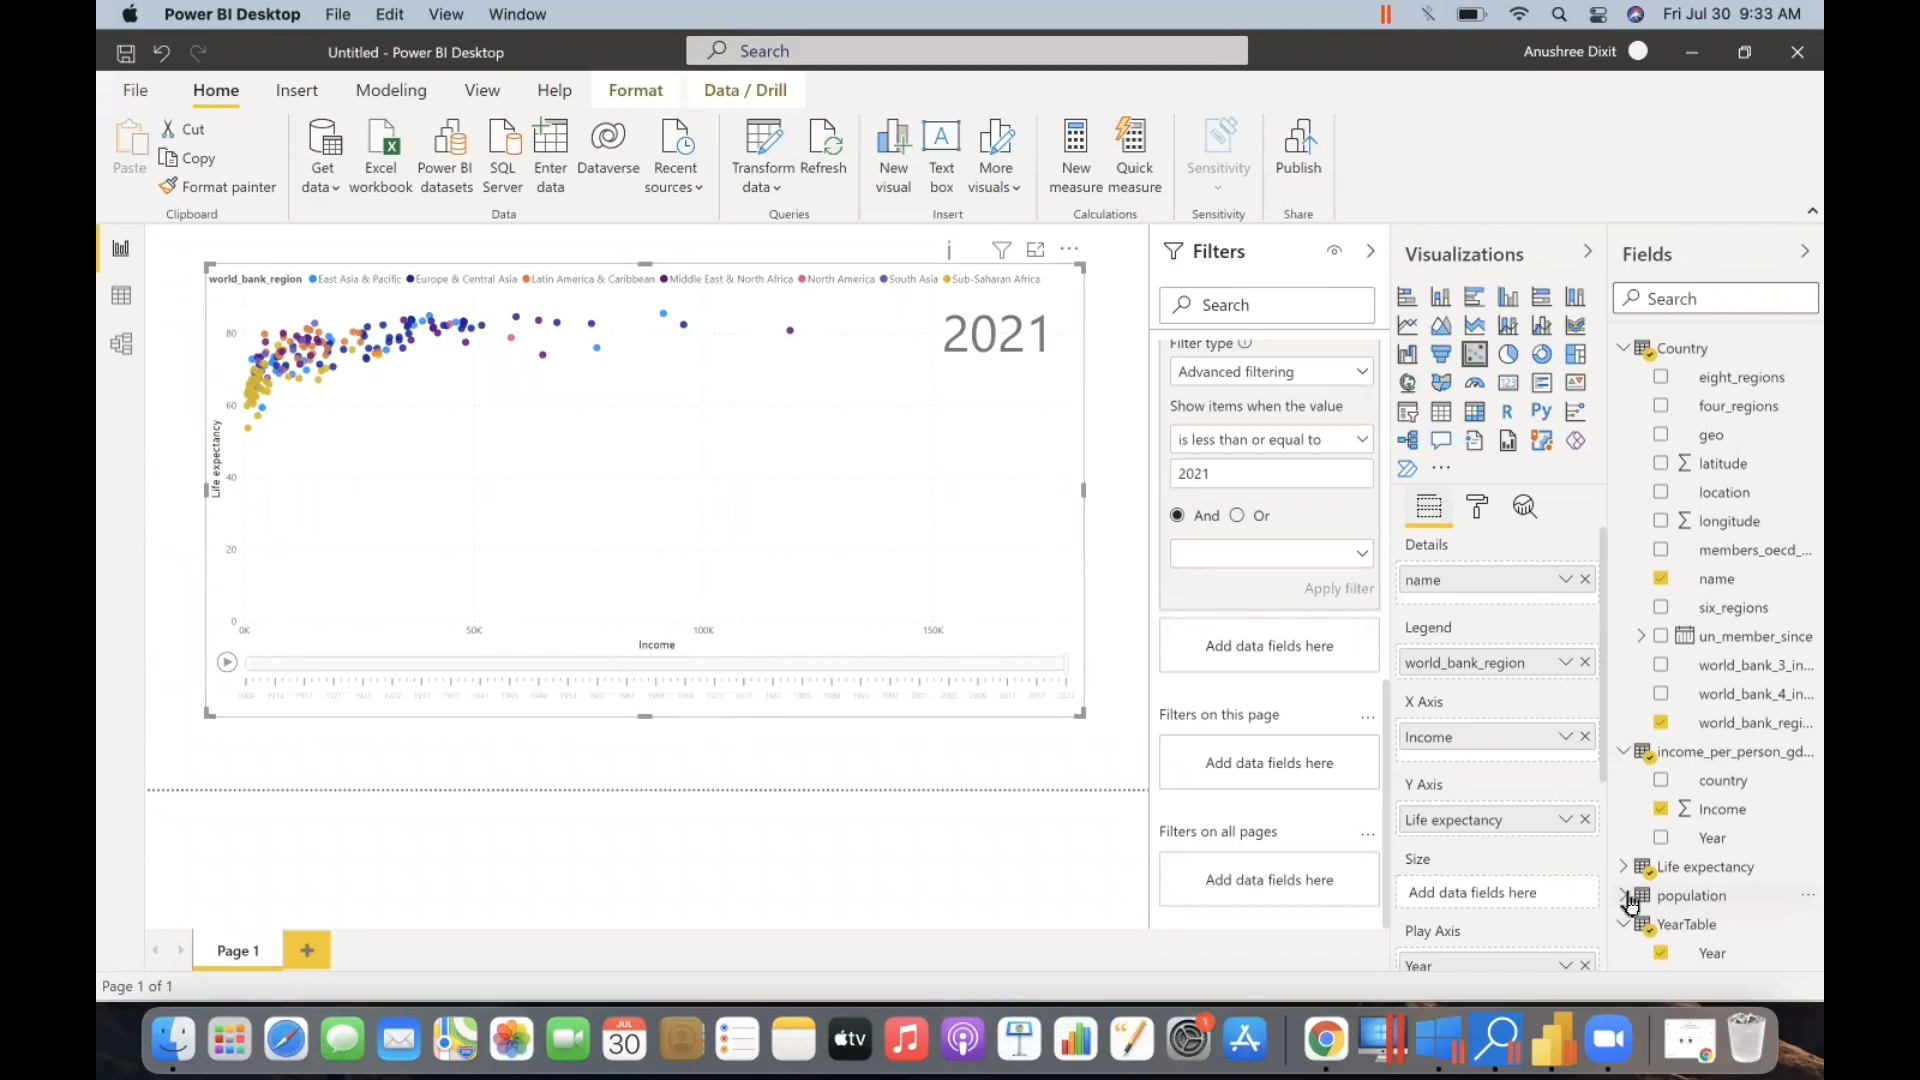 Power BI Desktop File Edit View Window
Fri Jul 30 9:33 AM
Untitled - Power BI Desktop
Search
Anushree Dixit
File Home Insert Modeling View Help Format Data / Drill
Paste
Cut
Copy
Format painter
Clipboard
Get data
Excel workbook
Power BI datasets
SQL Server
Enter data
Dataverse
Recent sources
Data
Transform data
Refresh
Queries
New visual
A
Text box
More visuals
Insert
New measure
Quick measure
Calculations
Sensitivity
Sensitivity
Publish
Share
world_bank_region East Asia & Pacific Europe & Central Asia Latin America & Caribbean Middle East & North Africa North America South Asia Sub-Saharan Africa
2021
Life expectancy
80
60
40
20
0
0K 50K 100K 150K
Income
Filters
Search
Filter type
Advanced filtering
Show items when the value
is less than or equal to
2021
And Or
Apply filter
Add data fields here
Filters on this page
...
Add data fields here
Filters on all pages
...
Add data fields here
Visualizations
R Py
123
...
Details
name
Legend
world_bank_region
X Axis
Income
Y Axis
Life expectancy
Size
Add data fields here
Play Axis
Year
Fields
Search
Country
eight_regions
four_regions
geo
latitude
location
longitude
members_oecd_...
name
six_regions
un_member_since
world_bank_3_in...
world_bank_4_in...
world_bank_regi...
income_per_person_gd...
country
Income
Year
Life expectancy
population
...
YearTable
Year
Page 1
+
Page 1 of 1
JUL
30
tv
1